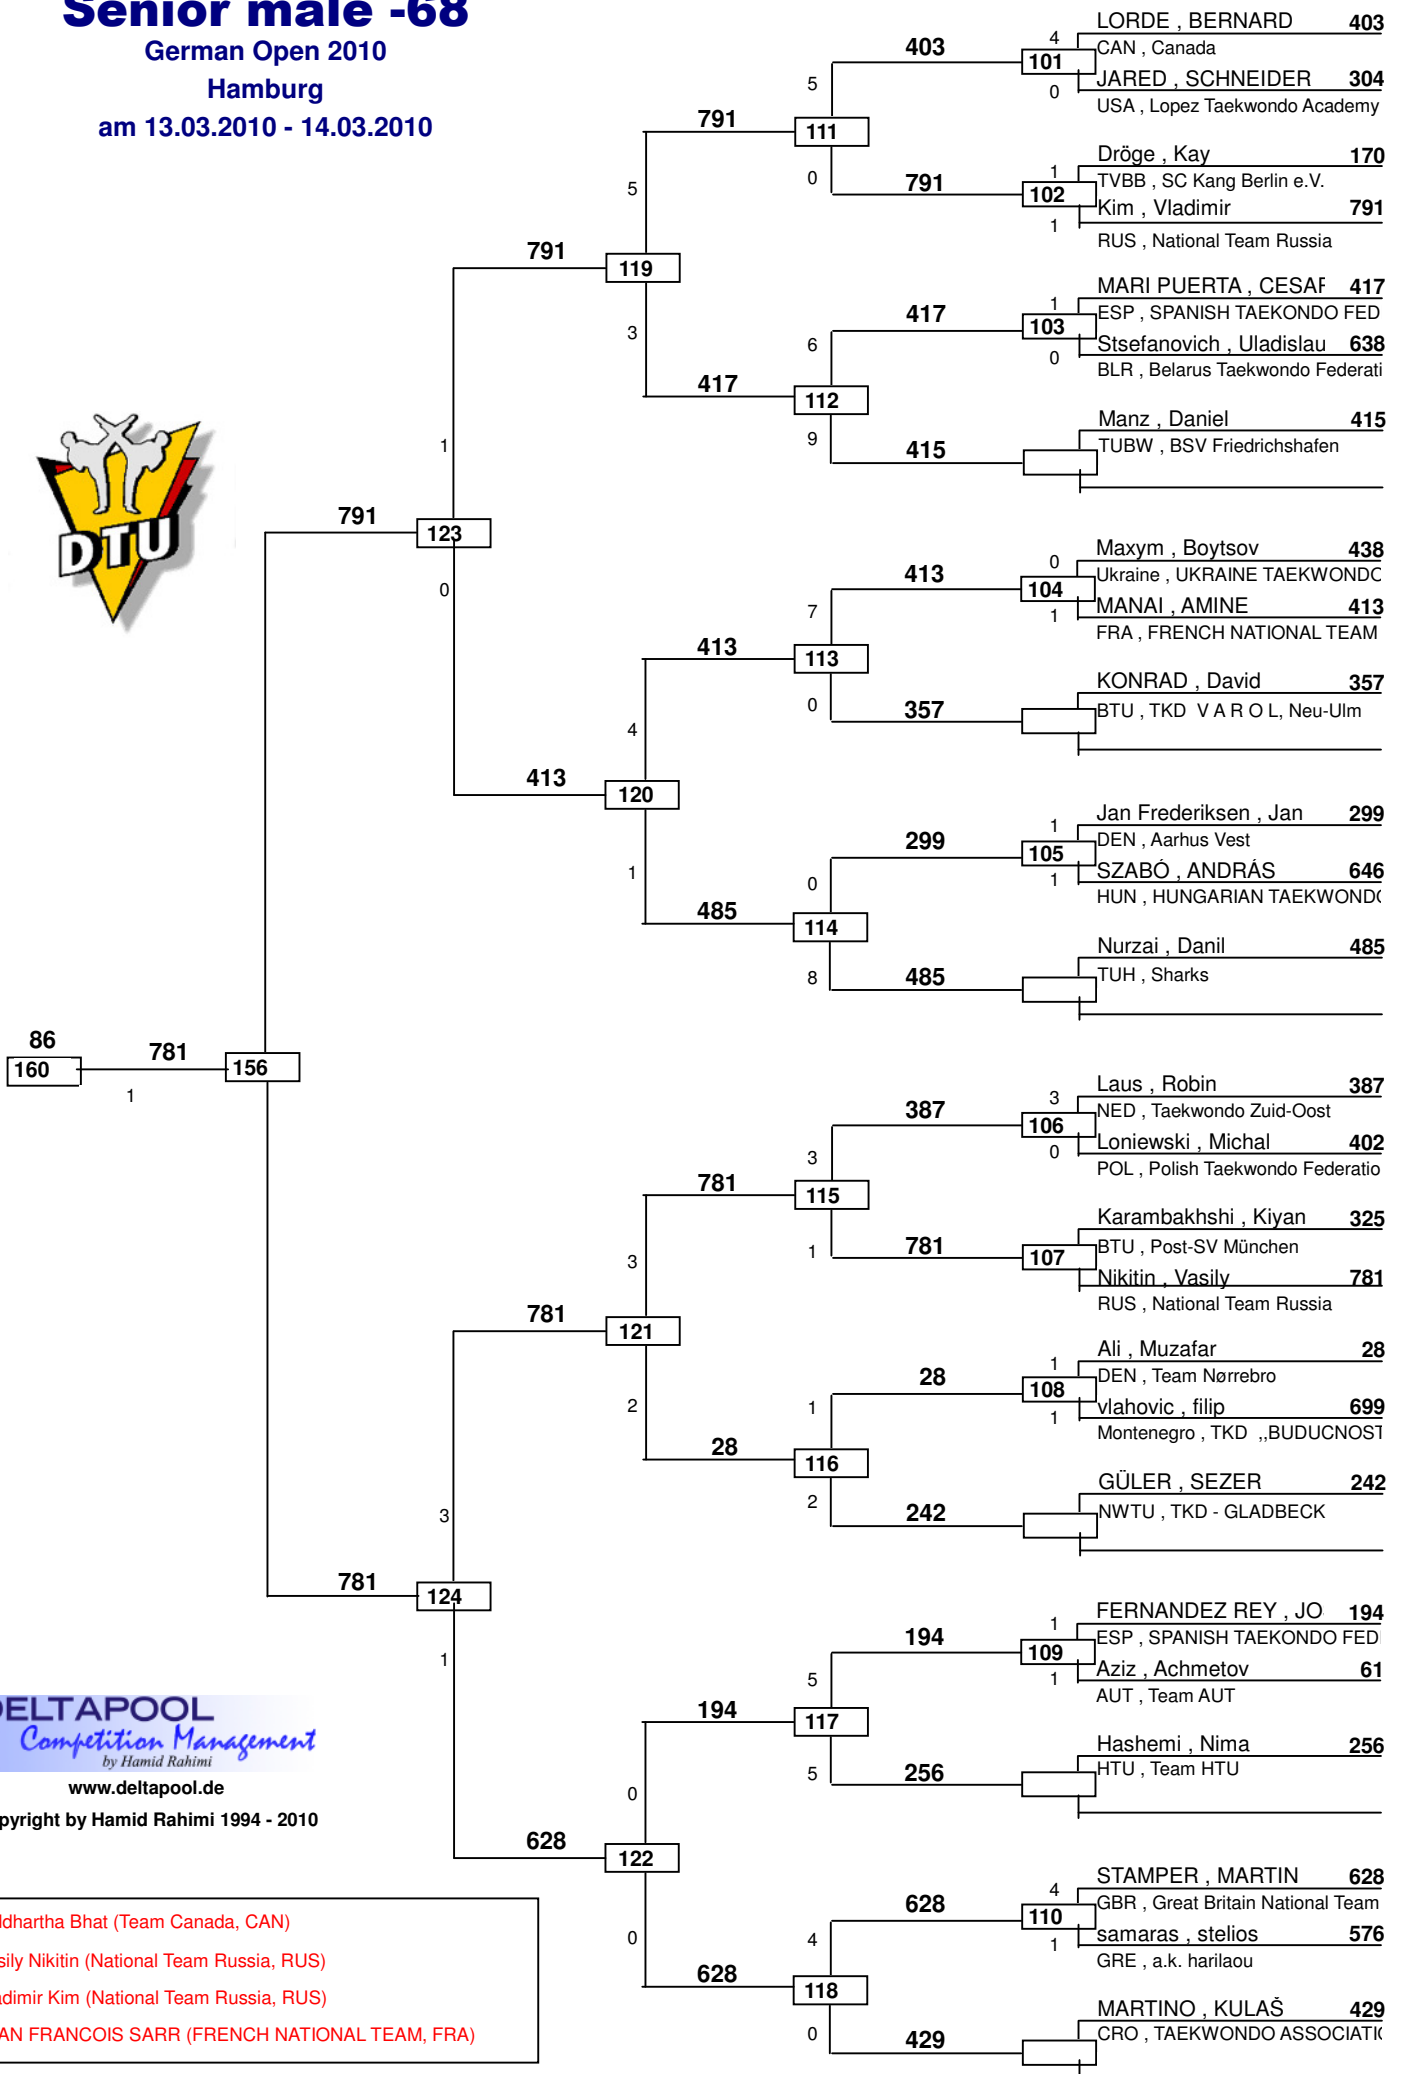 Senior male -68
German Open 2010
Hamburg
am 13.03.2010 - 14.03.2010
DTU
LORDE , BERNARD 403
4
CAN , Canada
403
101
JARED , SCHNEIDER 304
0
USA , Lopez Taekwondo Academy
5
791
111
0
Dröge , Kay 170
1
TVBB , SC Kang Berlin e.V.
791
102
Kim , Vladimir 791
1
RUS , National Team Russia
5
791
119
3
MARI PUERTA , CESAR 417
1
ESP , SPANISH TAEKONDO FED
417
103
Stsefanovich , Uladislau 638
0
BLR , Belarus Taekwondo Federati
6
417
112
9
Manz , Daniel 415
TUBW , BSV Friedrichshafen
415
1
791
123
0
Maxym , Boytsov 438
0
Ukraine , UKRAINE TAEKWONDO
413
104
MANAI , AMINE 413
1
FRA , FRENCH NATIONAL TEAM
7
413
113
0
KONRAD , David 357
BTU , TKD V A R O L, Neu-Ulm
357
4
413
120
1
Jan Frederiksen , Jan 299
1
DEN , Aarhus Vest
299
105
SZABÓ , ANDRÁS 646
1
HUN , HUNGARIAN TAEKWONDO
0
485
114
8
Nurzai , Danil 485
TUH , Sharks
485
86
160
781
1
156
Laus , Robin 387
3
NED , Taekwondo Zuid-Oost
387
106
Loniewski , Michal 402
0
POL , Polish Taekwondo Federatio
3
781
115
1
Karambakhshi , Kiyan 325
BTU , Post-SV München
781
107
Nikitin , Vasily 781
RUS , National Team Russia
3
781
121
2
Ali , Muzafar 28
1
DEN , Team Nørrebro
28
108
vlahovic , filip 699
1
Montenegro , TKD ,,BUDUCNOST
1
28
116
2
GÜLER , SEZER 242
NWTU , TKD - GLADBECK
242
3
781
124
1
FERNANDEZ REY , JO 194
1
ESP , SPANISH TAEKONDO FED
194
109
Aziz , Achmetov 61
1
AUT , Team AUT
5
194
117
5
Hashemi , Nima 256
HTU , Team HTU
256
0
628
122
0
STAMPER , MARTIN 628
4
GBR , Great Britain National Team
628
110
samaras , stelios 576
1
GRE , a.k. harilaou
4
628
118
0
MARTINO , KULAŠ 429
CRO , TAEKWONDO ASSOCIATI
429
DELTAPOOL
Competition Management
by Hamid Rahimi
www.deltapool.de
pyright by Hamid Rahimi 1994 - 2010
ldhartha Bhat (Team Canada, CAN)
sily Nikitin (National Team Russia, RUS)
adimir Kim (National Team Russia, RUS)
AN FRANCOIS SARR (FRENCH NATIONAL TEAM, FRA)